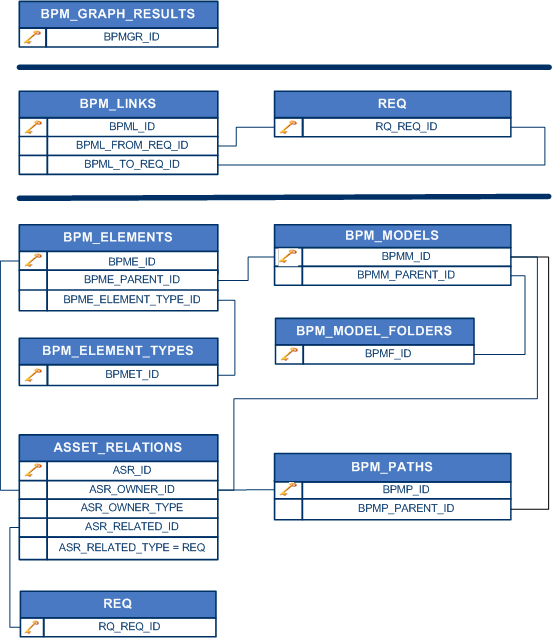 BPM_GRAPH_RESULTS
BPMGR_ID
BPM_LINKS
BPML_ID
BPML_FROM_REQ_ID
BPML_TO_REQ_ID
REQ
RQ_REQ_ID
BPM_ELEMENTS
BPME_ID
BPME_PARENT_ID
BPME_ELEMENT_TYPE_ID
BPM_MODELS
BPMM_ID
BPMM_PARENT_ID
BPM_MODEL_FOLDERS
BPMF_ID
BPM_ELEMENT_TYPES
BPMET_ID
ASSET_RELATIONS
ASR_ID
ASR_OWNER_ID
ASR_OWNER_TYPE
ASR_RELATED_ID
ASR_RELATED_TYPE = REQ
BPM_PATHS
BPMP_ID
BPMP_PARENT_ID
REQ
RQ_REQ_ID